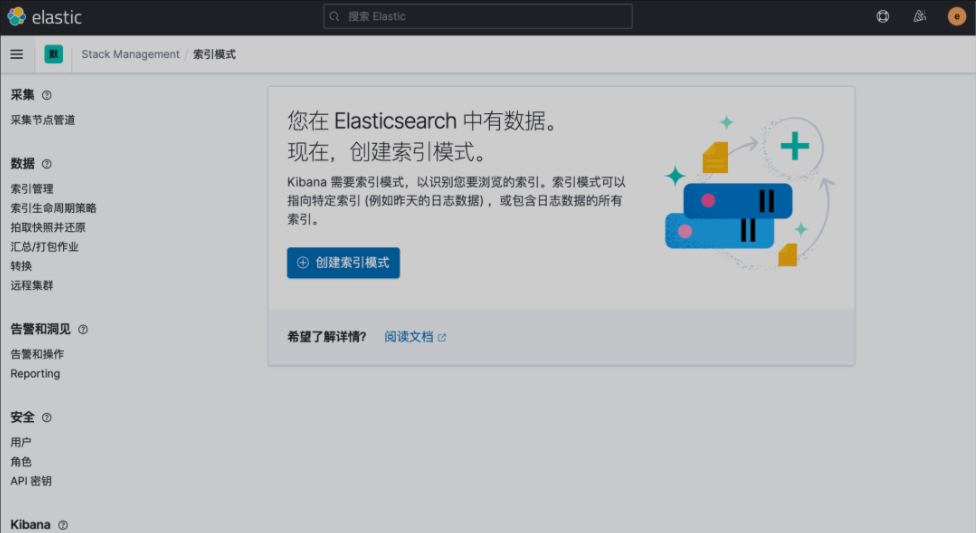 elastic
搜索 Elastic
e
默
Stack Management / 索引模式
采集
采集节点管道
数据
索引管理
索引生命周期策略
拍取快照并还原
汇总/打包作业
转换
远程集群
告警和洞见
告警和操作
Reporting
安全
用户
角色
API 密钥
Kibana
您在 Elasticsearch 中有数据。
现在，创建索引模式。
Kibana 需要索引模式，以识别您要浏览的索引。索引模式可以
指向特定索引 (例如昨天的日志数据) ，或包含日志数据的所有
索引。
创建索引模式
希望了解详情? 阅读文档